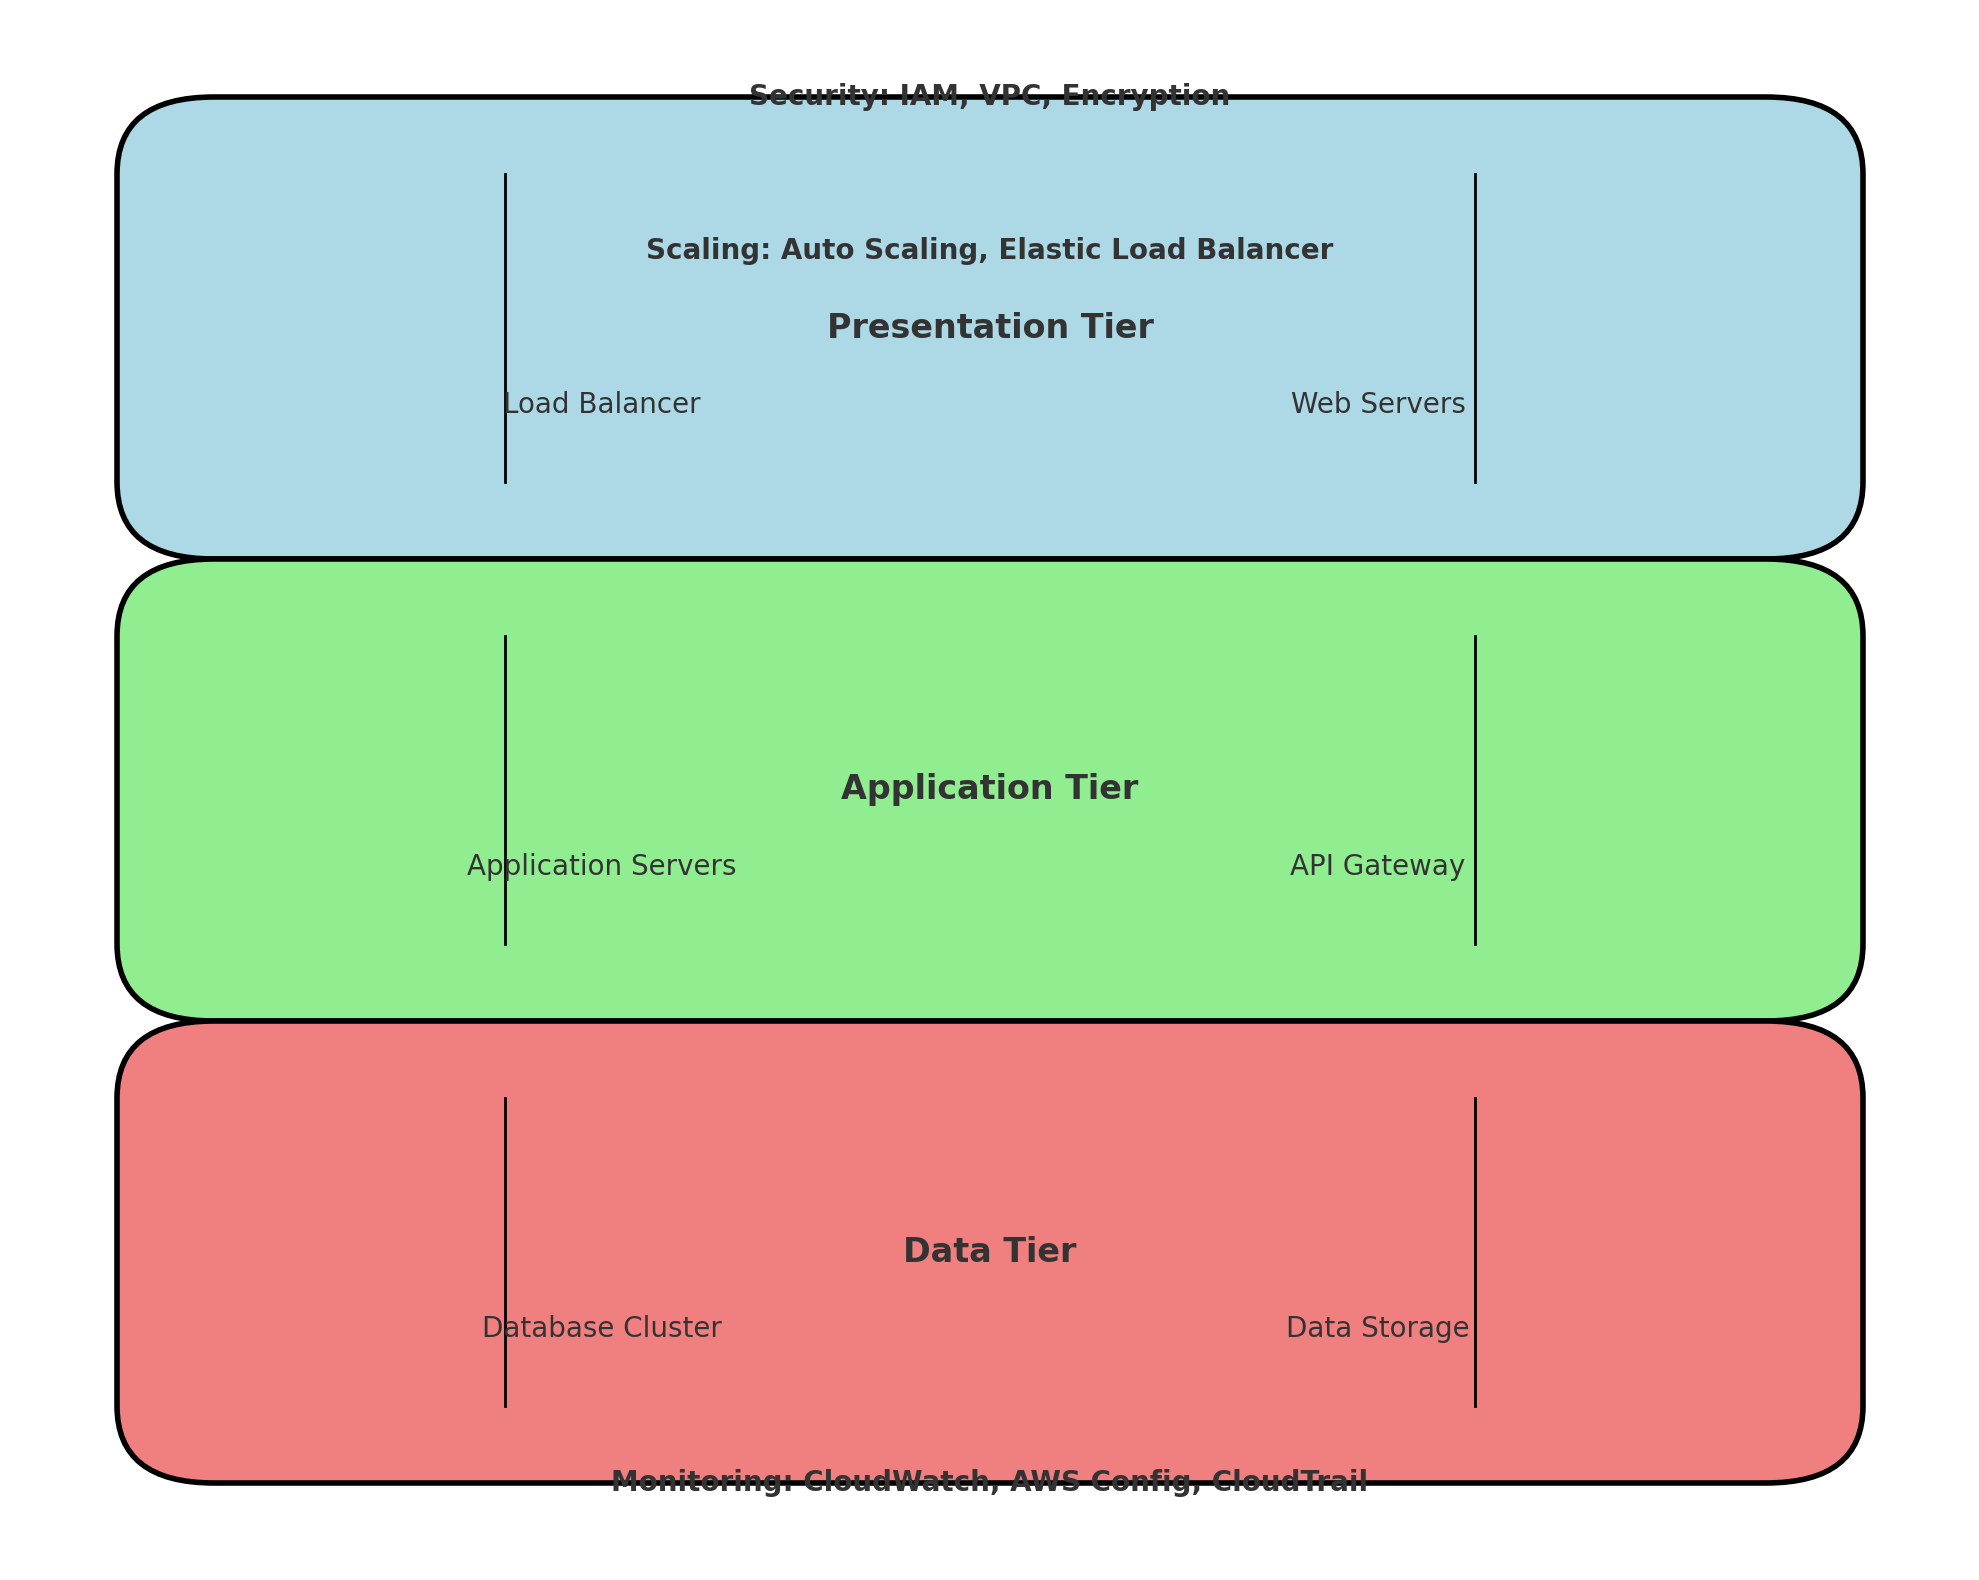 Security: IAM, VPC, Encryption
Scaling: Auto Scaling, Elastic Load Balancer
Presentation Tier
Load Balancer
Web Servers
Application Tier
Application Servers
API Gateway
Data Tier
Database Cluster
Data Storage
Monitoring: CloudWatch, AWS Config, CloudTrail